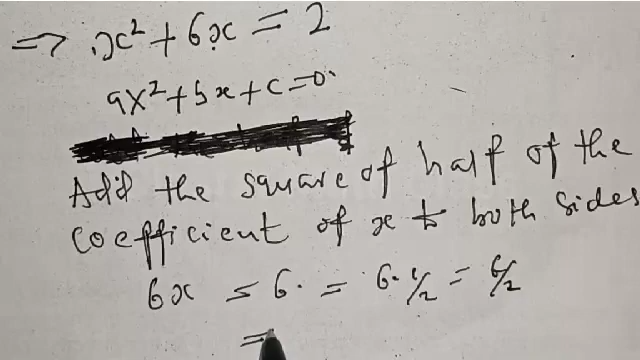 => x² + 6x = 2
ax² + bx + c = 0
Add the square of half of the
coefficient of x to both sides
6x = 6 = 6·1/2 = 6/2
=